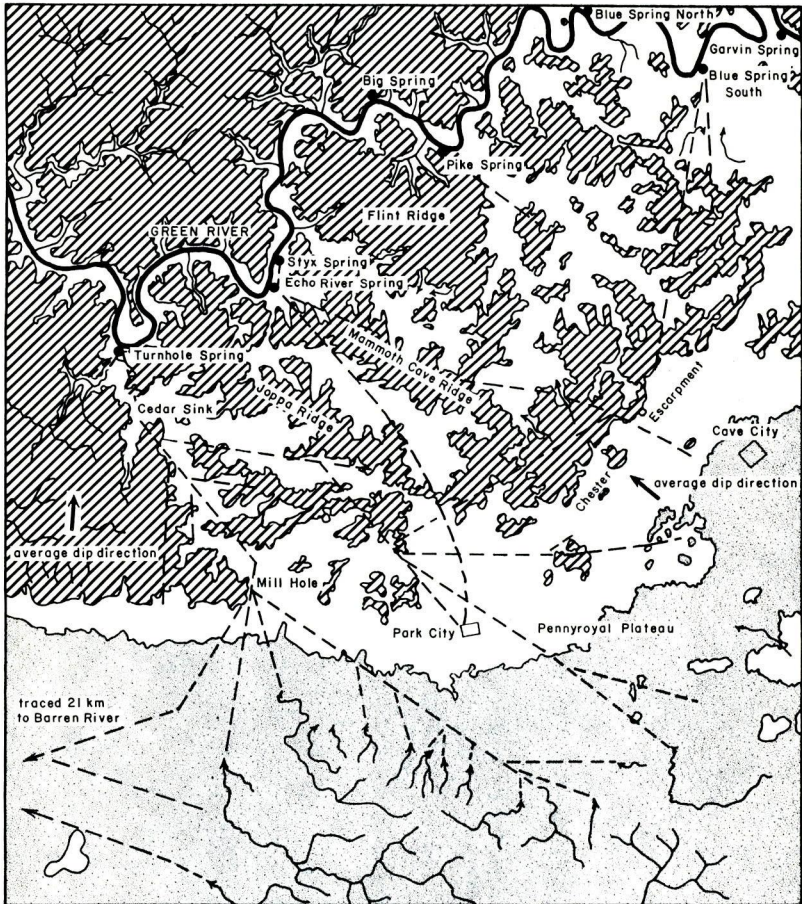 Blue Spring North
Garvin Spring
Big Spring
Blue Spring
South
Pike Spring
Flint Ridge
GREEN RIVER
Styx Spring
Echo River Spring
Mammoth Cave Ridge
Turnhole Spring
Joppa Ridge
Cedar Sink
Chester Escarpment
Cave City
average dip direction
average dip direction
Mill Hole
Park City
Pennyroyal Plateau
traced 21 km
to Barren River